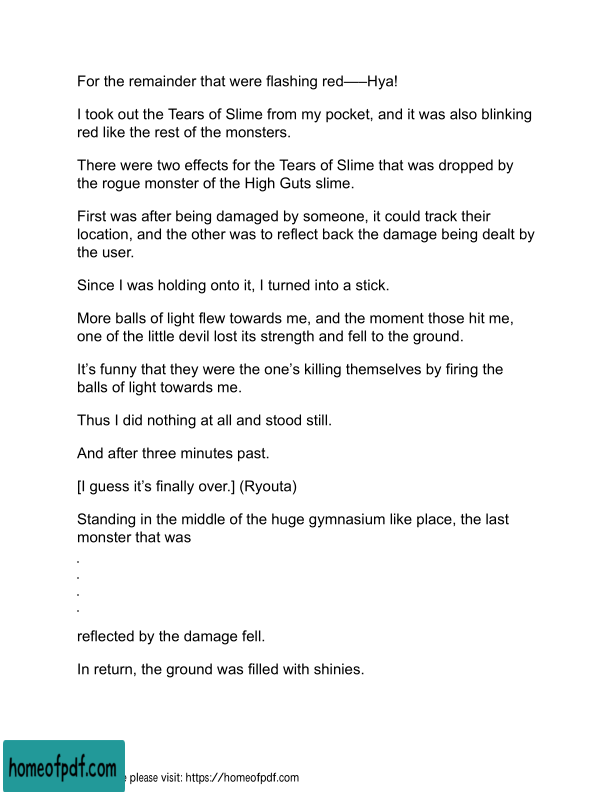 For the remainder that were flashing red—–Hya!
I took out the Tears of Slime from my pocket, and it was also blinking
red like the rest of the monsters.
There were two effects for the Tears of Slime that was dropped by
the rogue monster of the High Guts slime.
First was after being damaged by someone, it could track their
location, and the other was to reflect back the damage being dealt by
the user.
Since I was holding onto it, I turned into a stick.
More balls of light flew towards me, and the moment those hit me,
one of the little devil lost its strength and fell to the ground.
It’s funny that they were the one’s killing themselves by firing the
balls of light towards me.
Thus I did nothing at all and stood still.
And after three minutes past.
[I guess it’s finally over.] (Ryouta)
Standing in the middle of the huge gymnasium like place, the last
monster that was
.
.
.
.
reflected by the damage fell.
In return, the ground was filled with shinies.
homeofpdf.com
please visit: https://homeofpdf.com